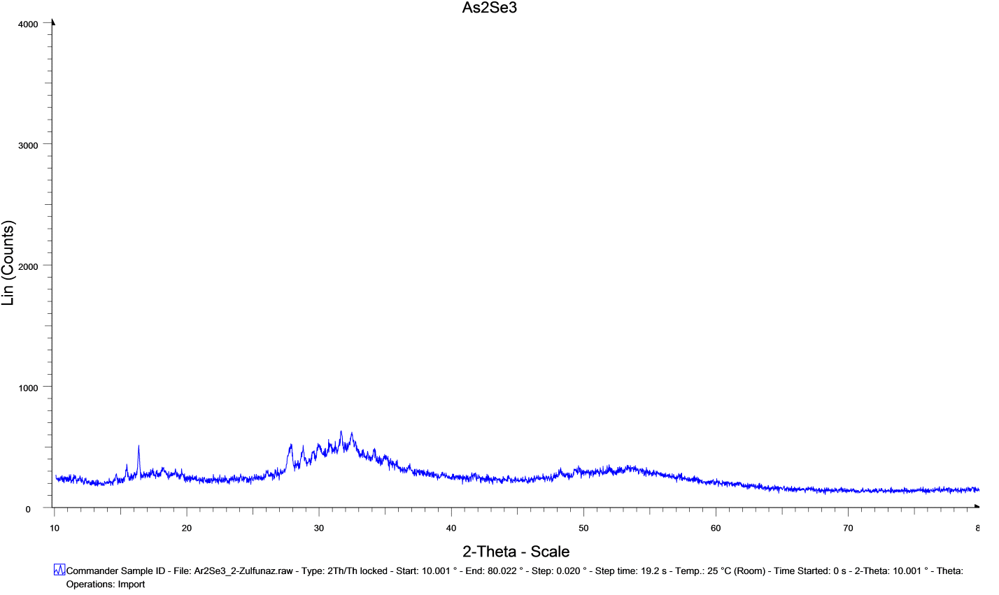 As2Se3
4000
3000
2000
1000
0
Lin (Counts)
10 20 30 40 50 60 70 8
2-Theta - Scale
Commander Sample ID - File: Ar2Se3_2-Zulfunaz.raw - Type: 2Th/Th locked - Start: 10.001 ° - End: 80.022 ° - Step: 0.020 ° - Step time: 19.2 s - Temp.: 25 °C (Room) - Time Started: 0 s - 2-Theta: 10.001 ° - Theta:
Operations: Import